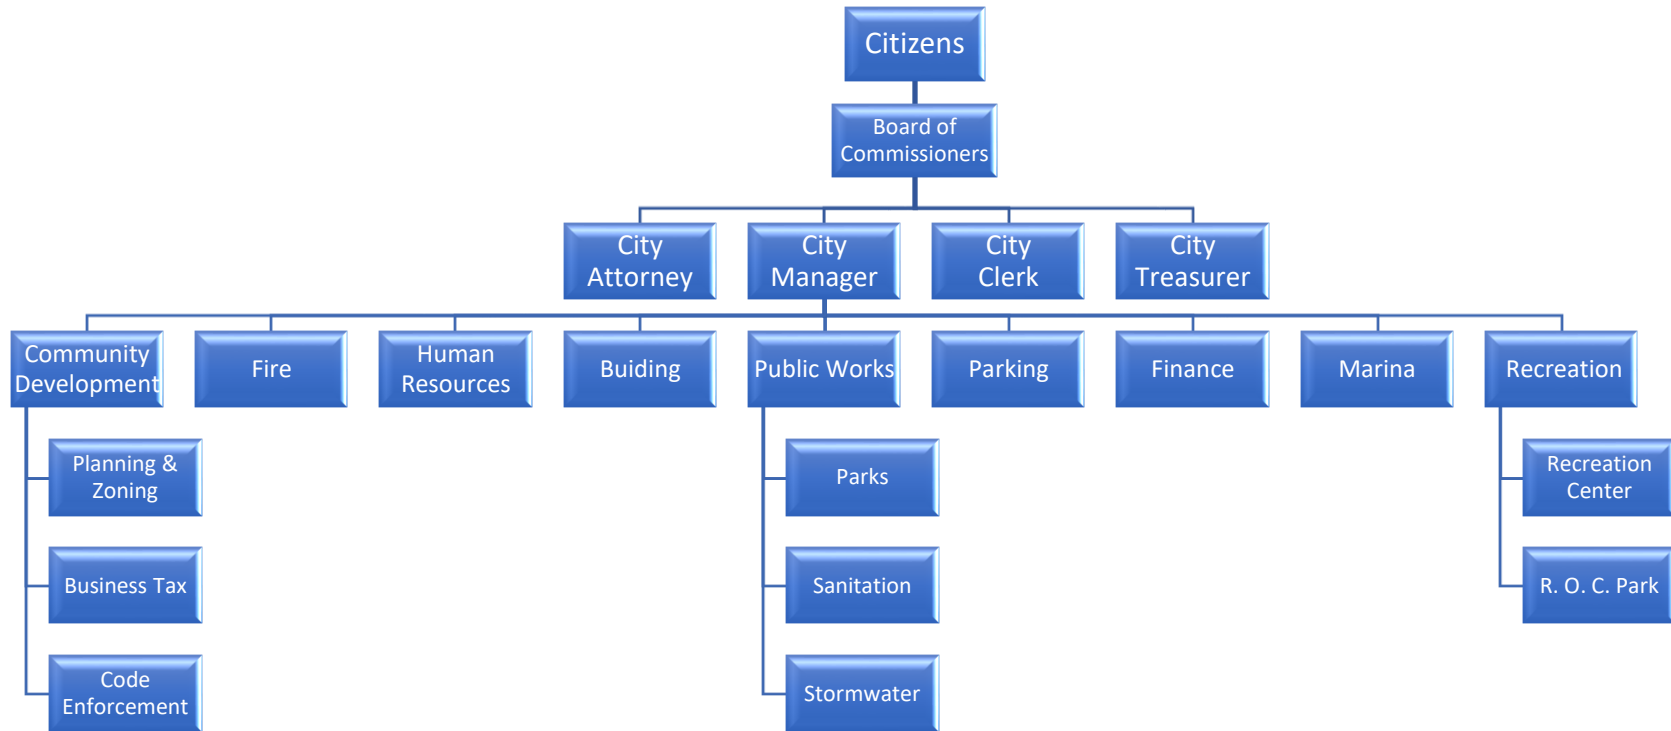 Citizens
Board of
Commissioners
City
Attorney
City
Manager
City
Clerk
City
Treasurer
Community
Development
Fire
Human
Resources
Buiding
Public Works
Parking
Finance
Marina
Recreation
Planning &
Zoning
Parks
Recreation
Center
Business Tax
Sanitation
R. O. C. Park
Code
Enforcement
Stormwater